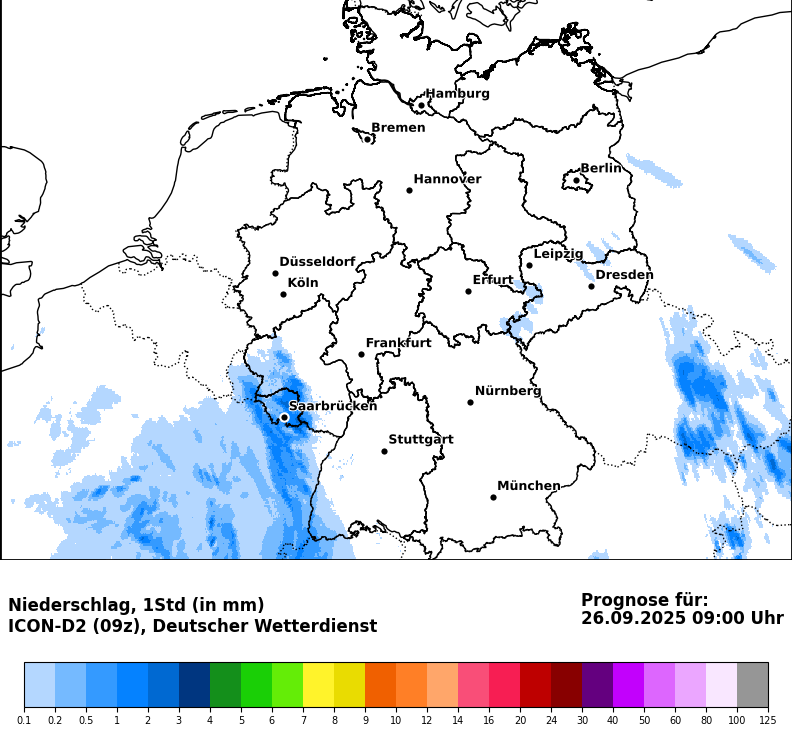 Hamburg
Bremen
Berlin
Hannover
Leipzig
Düsseldorf
Dresden
Köln
Erfurt
Frankfurt
Nürnberg
Saarbrücken
Stuttgart
München
Niederschlag, 1Std (in mm)
ICON-D2 (09z), Deutscher Wetterdienst
Prognose für:
26.09.2025 09:00 Uhr
0.1 0.2 0.5 1 2 3 4 5 6 7 8 9 10 12 14 16 20 24 30 40 50 60 80 100 125